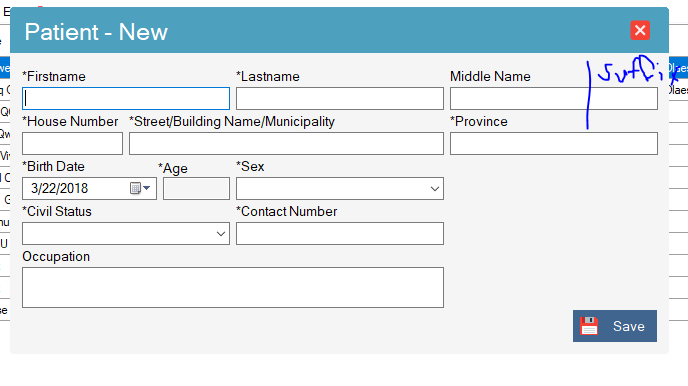 Patient - New
*Firstname *Lastname Middle Name Suffix
*House Number *Street/Building Name/Municipality *Province
*Birth Date *Age *Sex
3/22/2018
*Civil Status *Contact Number
Occupation
Save